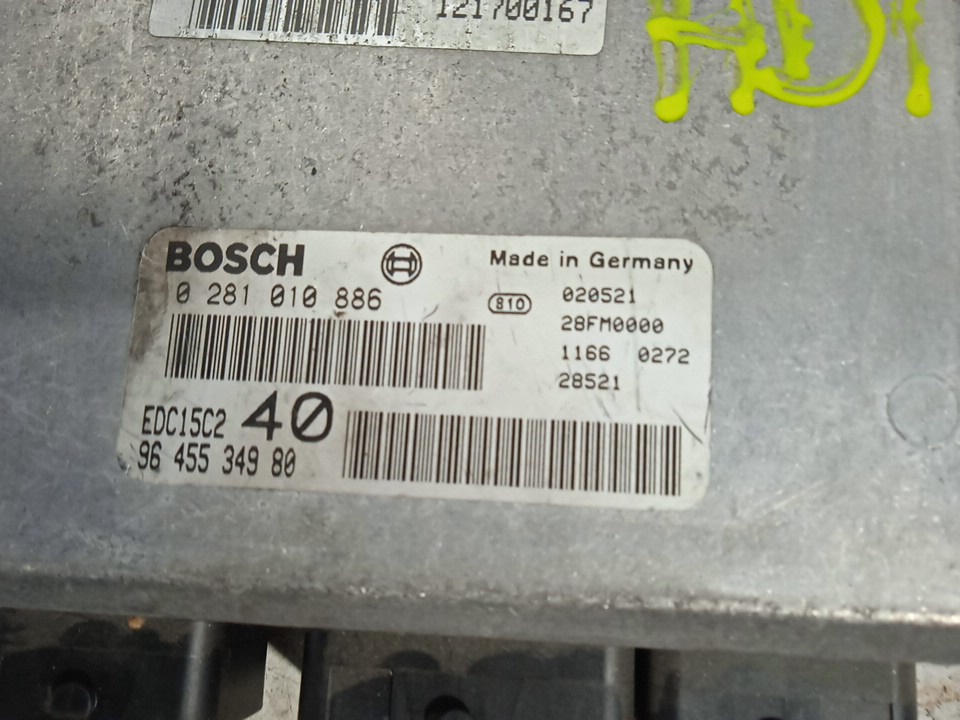 121700167
HDI
BOSCH
Made in Germany
0 281 010 886
810
020521
28FM0000
1166 0272
28521
EDC15C2 40
96 455 349 80